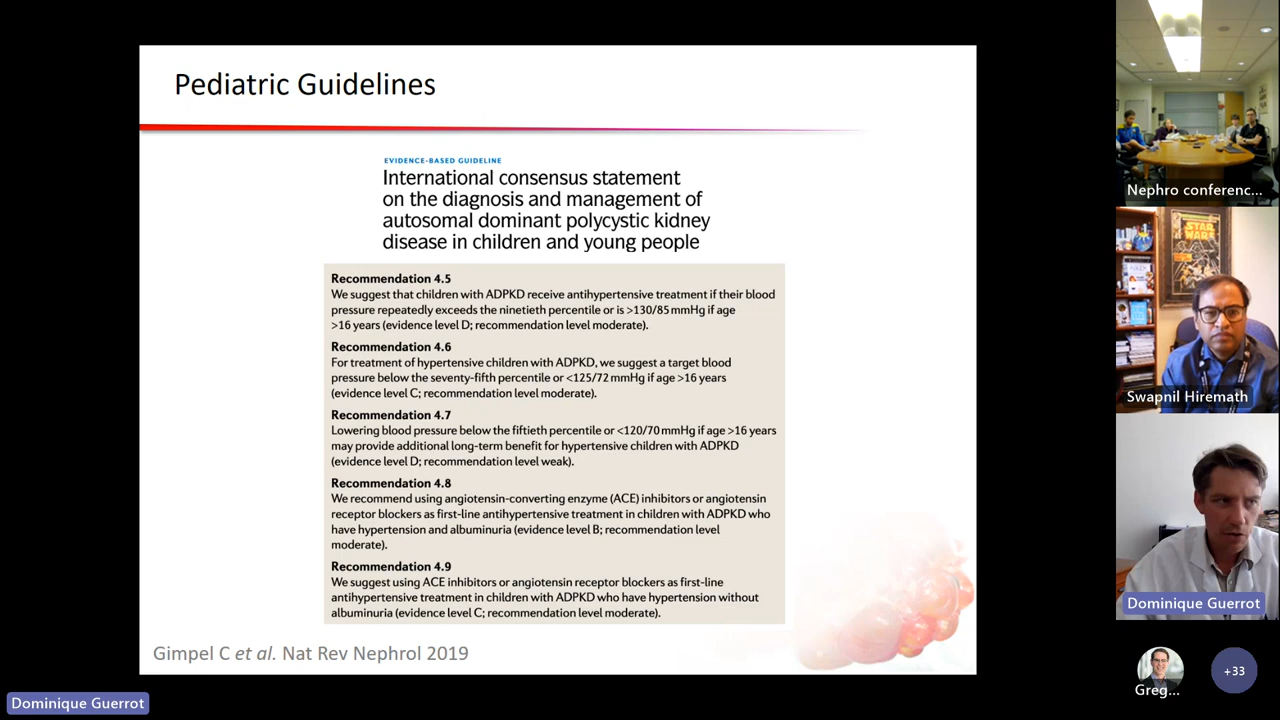 Pediatric Guidelines
EVIDENCE-BASED GUIDELINE
International consensus statement
on the diagnosis and management of
autosomal dominant polycystic kidney
disease in children and young people
Recommendation 4.5
We suggest that children with ADPKD receive antihypertensive treatment if their blood
pressure repeatedly exceeds the ninetieth percentile or is >130/85 mmHg if age
>16 years (evidence level D; recommendation level moderate).
Recommendation 4.6
For treatment of hypertensive children with ADPKD, we suggest a target blood
pressure below the seventy-fifth percentile or <125/72 mmHg if age >16 years
(evidence level C; recommendation level moderate).
Recommendation 4.7
Lowering blood pressure below the fiftieth percentile or <120/70 mmHg if age >16 years
may provide additional long-term benefit for hypertensive children with ADPKD
(evidence level D; recommendation level weak).
Recommendation 4.8
We recommend using angiotensin-converting enzyme (ACE) inhibitors or angiotensin
receptor blockers as first-line antihypertensive treatment in children with ADPKD who
have hypertension and albuminuria (evidence level B; recommendation level
moderate).
Recommendation 4.9
We suggest using ACE inhibitors or angiotensin receptor blockers as first-line
antihypertensive treatment in children with ADPKD who have hypertension without
albuminuria (evidence level C; recommendation level moderate).
Gimpel C et al. Nat Rev Nephrol 2019
Dominique Guerrot
Nephro conferenc...
STAR
WARS
Swapnil Hiremath
Dominique Guerrot
Greg...
+33